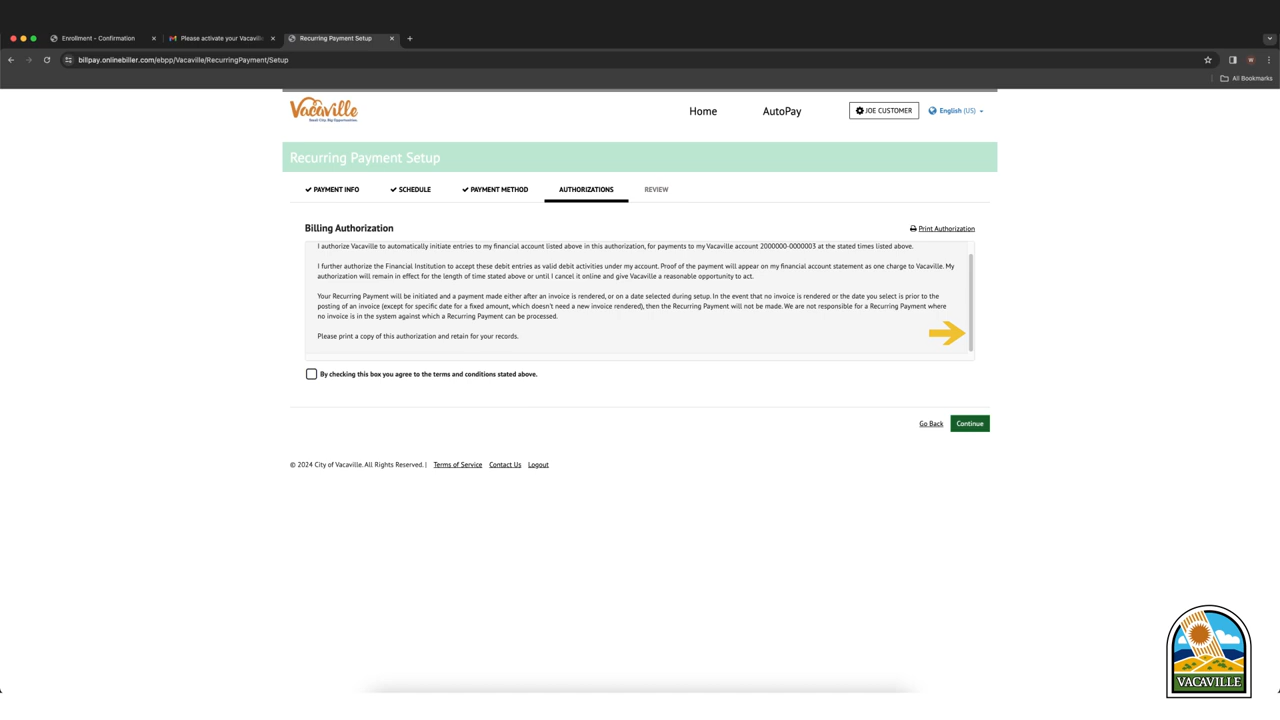 Enrollment - Confirmation
Please activate your Vacavill
Recurring Payment Setup
billpay.onlinebiller.com/ebpp/Vacaville/RecurringPayment/Setup
W
All Bookmarks
Vacaville
Small City. Big Opportunities.
Home
AutoPay
JOE CUSTOMER
English (US)
Recurring Payment Setup
PAYMENT INFO
SCHEDULE
PAYMENT METHOD
AUTHORIZATIONS
REVIEW
Billing Authorization
Print Authorization
I authorize Vacaville to automatically initiate entries to my financial account listed above in this authorization, for payments to my Vacaville account 2000000-0000003 at the stated times listed above.
I further authorize the Financial Institution to accept these debit entries as valid debit activities under my account. Proof of the payment will appear on my financial account statement as one charge to Vacaville. My
authorization will remain in effect for the length of time stated above or until I cancel it online and give Vacaville a reasonable opportunity to act.
Your Recurring Payment will be initiated and a payment made either after an invoice is rendered, or on a date selected during setup. In the event that no invoice is rendered or the date you select is prior to the
posting of an invoice (except for specific date for a fixed amount, which doesn't need a new invoice rendered), then the Recurring Payment will not be made. We are not responsible for a Recurring Payment where
no invoice is in the system against which a Recurring Payment can be processed.
Please print a copy of this authorization and retain for your records.
By checking this box you agree to the terms and conditions stated above.
Go Back
Continue
© 2024 City of Vacaville. All Rights Reserved. |
Terms of Service
Contact Us
Logout
VACAVILLE